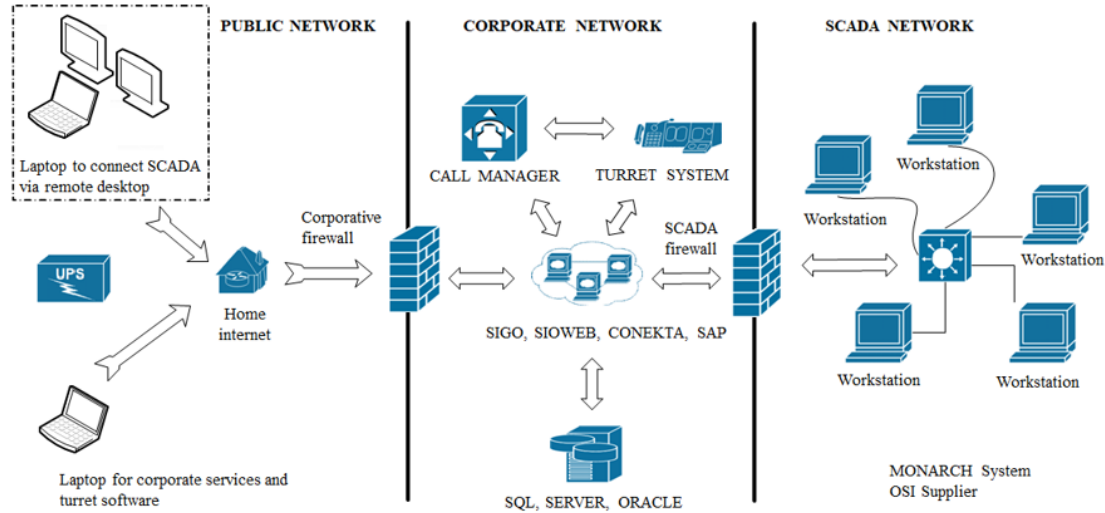 PUBLIC NETWORK
CORPORATE NETWORK
SCADA NETWORK
Laptop to connect SCADA
via remote desktop
UPS
Home
internet
Laptop for corporate services and
turret software
Corporative
firewall
CALL MANAGER
TURRET SYSTEM
SCADA
firewall
SIGO, SIOWEB, CONEKTA, SAP
SQL, SERVER, ORACLE
Workstation
Workstation
Workstation
Workstation
Workstation
MONARCH System
OSI Supplier